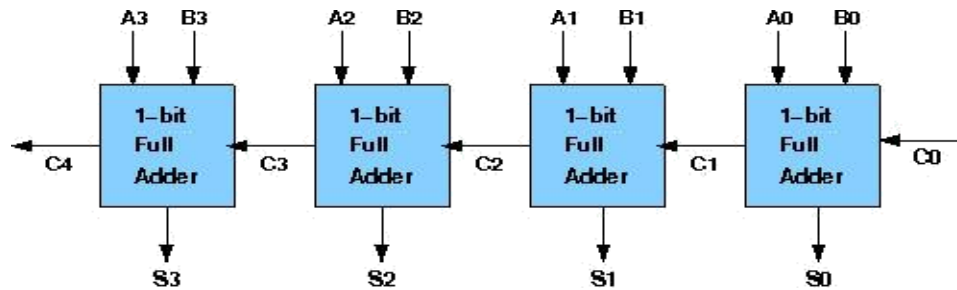 A3 B3 A2 B2 A1 B1 A0 B0
1-bit
Full
Adder
1-bit
Full
Adder
1-bit
Full
Adder
1-bit
Full
Adder
C4 C3 C2 C1 C0
S3 S2 S1 S0